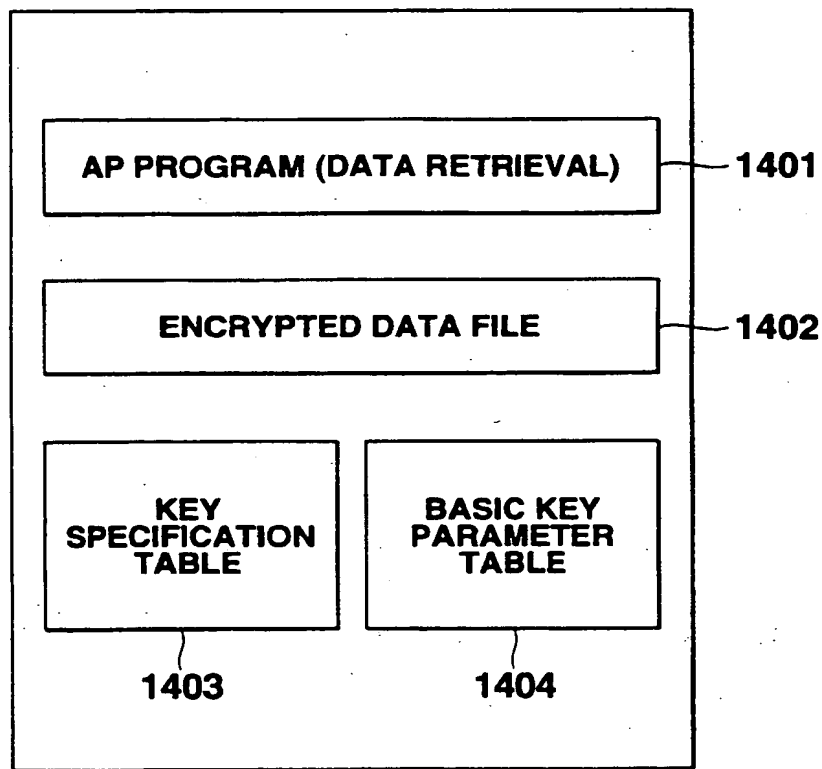 AP PROGRAM (DATA RETRIEVAL)
1401
ENCRYPTED DATA FILE
1402
KEY
SPECIFICATION
TABLE
1403
BASIC KEY
PARAMETER
TABLE
1404